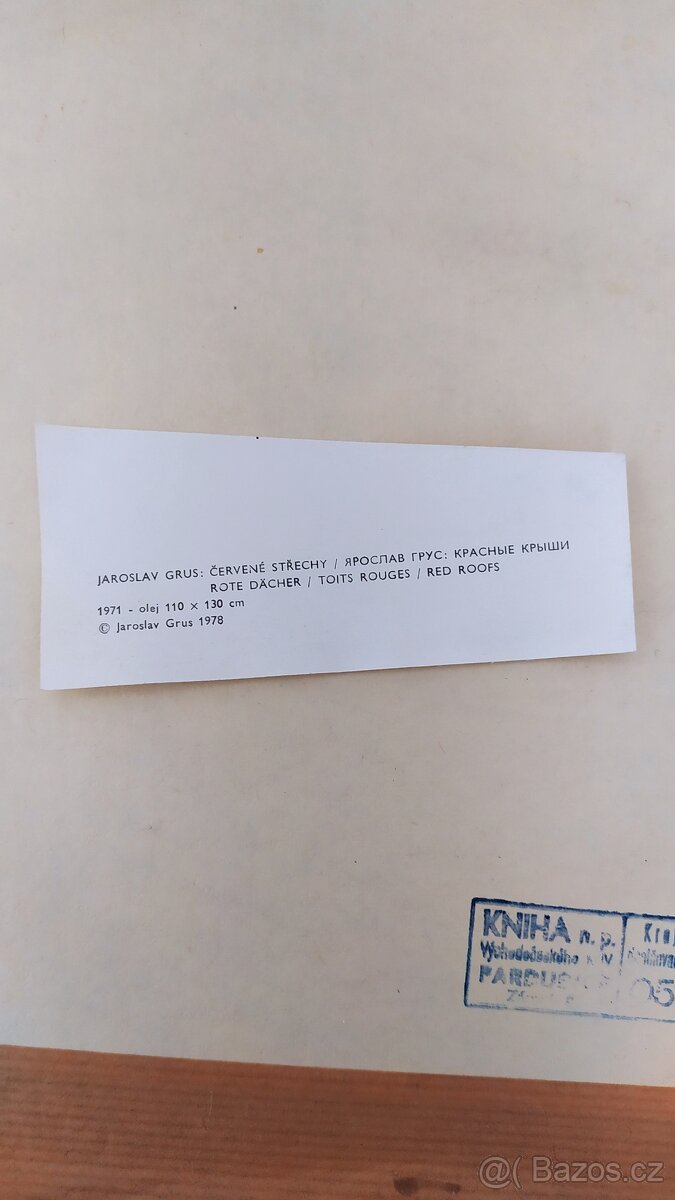 JAROSLAV GRUS: ČERVENÉ STŘECHY / ЯРОСЛАВ ГРУС: КРАСНЫЕ КРЫШИ
ROTE DÄCHER / TOITS ROUGES / RED ROOFS
1971 - olej 110 × 130 cm
© Jaroslav Grus 1978
KNIHA n. p.
05
@( Bazos.cz